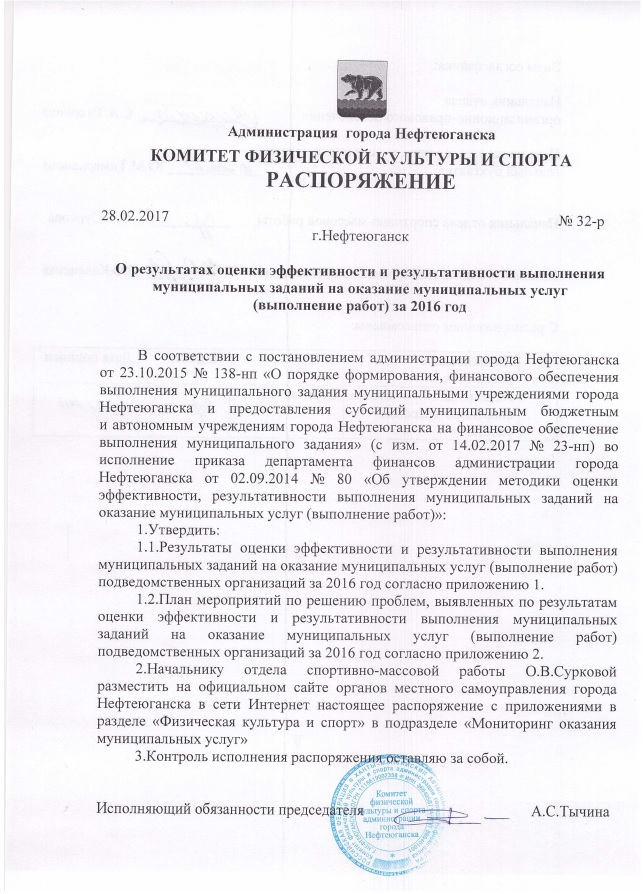 Администрация города Нефтеюганска
КОМИТЕТ ФИЗИЧЕСКОЙ КУЛЬТУРЫ И СПОРТА
РАСПОРЯЖЕНИЕ
28.02.2017 № 32-р
г.Нефтеюганск
О результатах оценки эффективности и результативности выполнения
муниципальных заданий на оказание муниципальных услуг
(выполнение работ) за 2016 год
В соответствии с постановлением администрации города Нефтеюганска
от 23.10.2015 № 138-нп «О порядке формирования, финансового обеспечения
выполнения муниципального задания муниципальными учреждениями города
Нефтеюганска и предоставления субсидий муниципальным бюджетным
и автономным учреждениям города Нефтеюганска на финансовое обеспечение
выполнения муниципального задания» (с изм. от 14.02.2017 № 23-нп) во
исполнение приказа департамента финансов администрации города
Нефтеюганска от 02.09.2014 № 80 «Об утверждении методики оценки
эффективности, результативности выполнения муниципальных заданий на
оказание муниципальных услуг (выполнение работ)»:
1.Утвердить:
1.1.Результаты оценки эффективности и результативности выполнения
муниципальных заданий на оказание муниципальных услуг (выполнение работ)
подведомственных организаций за 2016 год согласно приложению 1.
1.2.План мероприятий по решению проблем, выявленных по результатам
оценки эффективности и результативности выполнения муниципальных
заданий на оказание муниципальных услуг (выполнение работ)
подведомственных организаций за 2016 год согласно приложению 2.
2.Начальнику отдела спортивно-массовой работы О.В.Сурковой
разместить на официальном сайте органов местного самоуправления города
Нефтеюганска в сети Интернет настоящее распоряжение с приложениями в
разделе «Физическая культура и спорт» в подразделе «Мониторинг оказания
муниципальных услуг»
3.Контроль исполнения распоряжения оставляю за собой.
Исполняющий обязанности председателя А.С.Тычина
Комитет
физической
культуры и спорта
администрации
города
Нефтеюганска